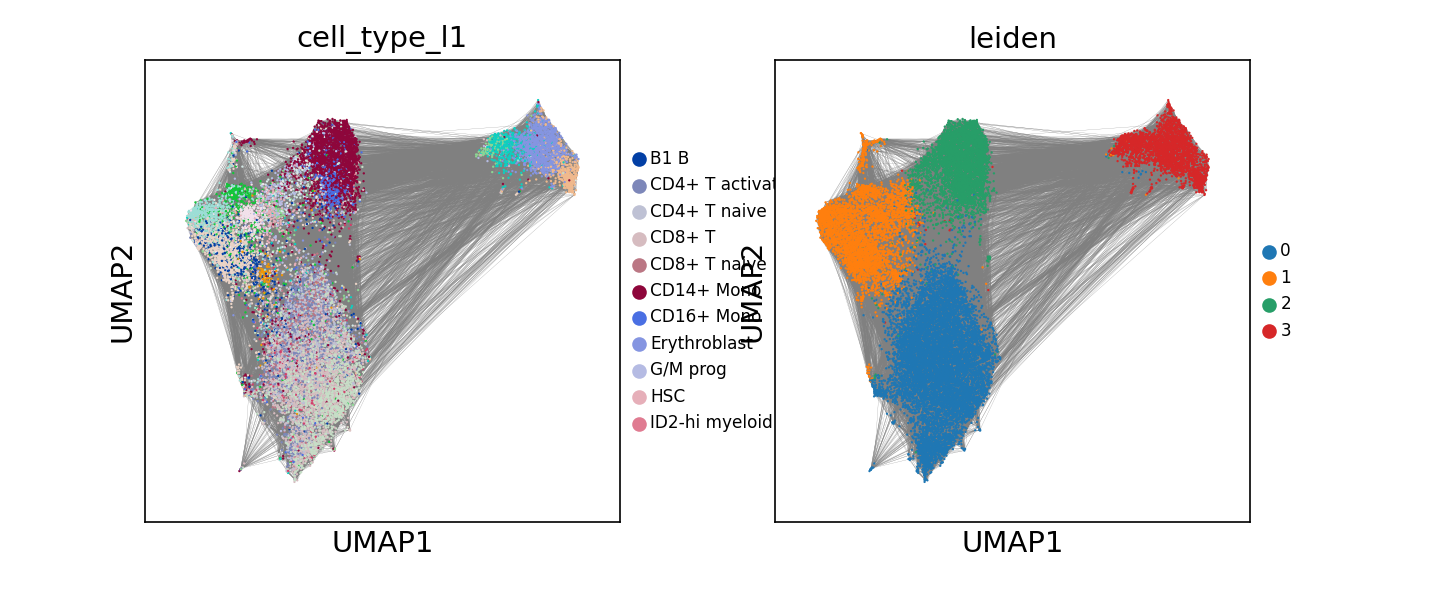 cell_type_l1
UMAP2
UMAP1
B1 B
CD4+ T activat
CD4+ T naive
CD8+ T
CD8+ T naive
CD14+ Mono
CD16+ Mono
Erythroblast
G/M prog
HSC
ID2-hi myeloid
leiden
UMAP2
UMAP1
0
1
2
3